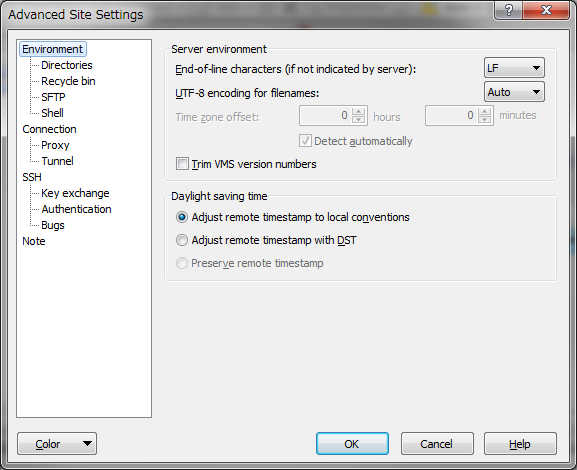 Advanced Site Settings
Environment
Directories
Recycle bin
SFTP
Shell
Connection
Proxy
Tunnel
SSH
Key exchange
Authentication
Bugs
Note
Server environment
End-of-line characters (if not indicated by server): LF
UTF-8 encoding for filenames: Auto
Time zone offset: 0 hours 0 minutes
Detect automatically
Trim VMS version numbers
Daylight saving time
Adjust remote timestamp to local conventions
Adjust remote timestamp with DST
Preserve remote timestamp
Color OK Cancel Help